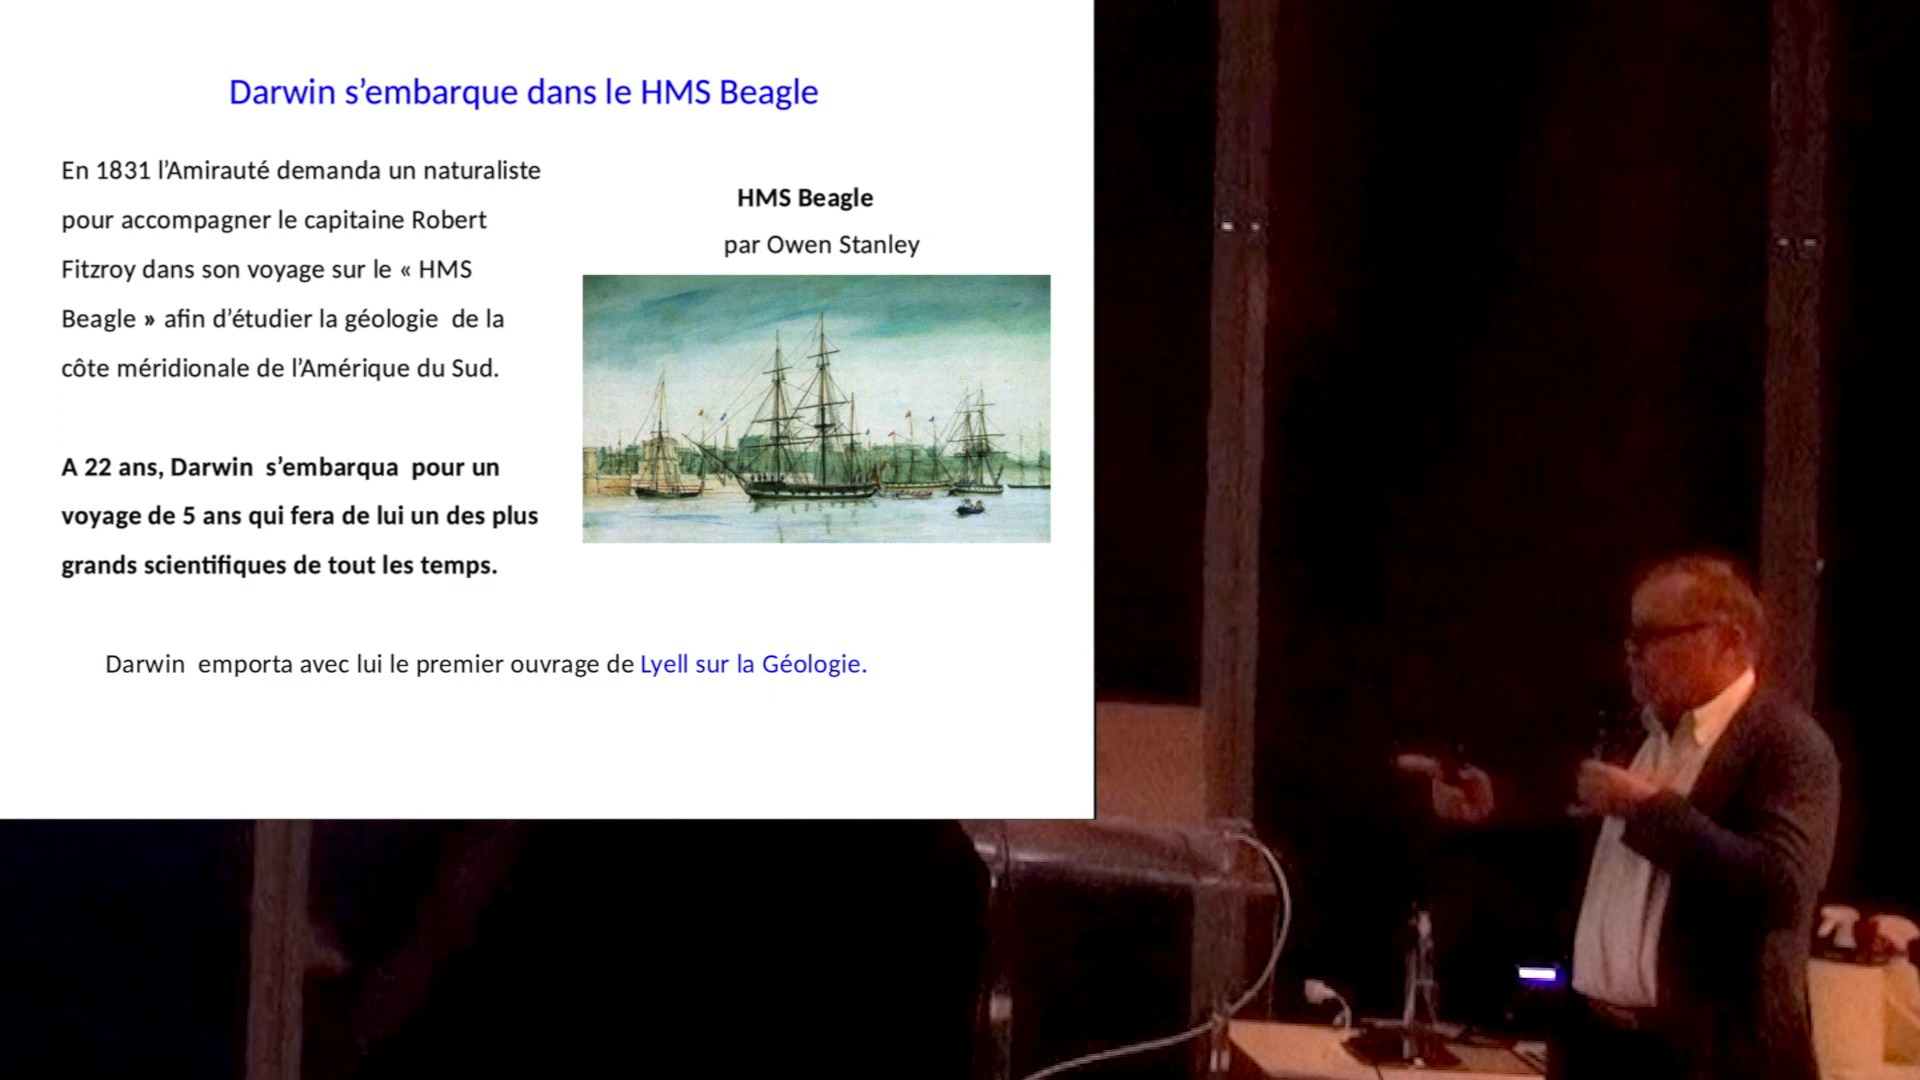 Darwin s’embarque dans le HMS Beagle
En 1831 l’Amirauté demanda un naturaliste
pour accompagner le capitaine Robert
Fitzroy dans son voyage sur le « HMS
Beagle » afin d’étudier la géologie de la
côte méridionale de l’Amérique du Sud.
A 22 ans, Darwin s’embarqua pour un
voyage de 5 ans qui fera de lui un des plus
grands scientifiques de tout les temps.
HMS Beagle
par Owen Stanley
Darwin emporta avec lui le premier ouvrage de Lyell sur la Géologie.